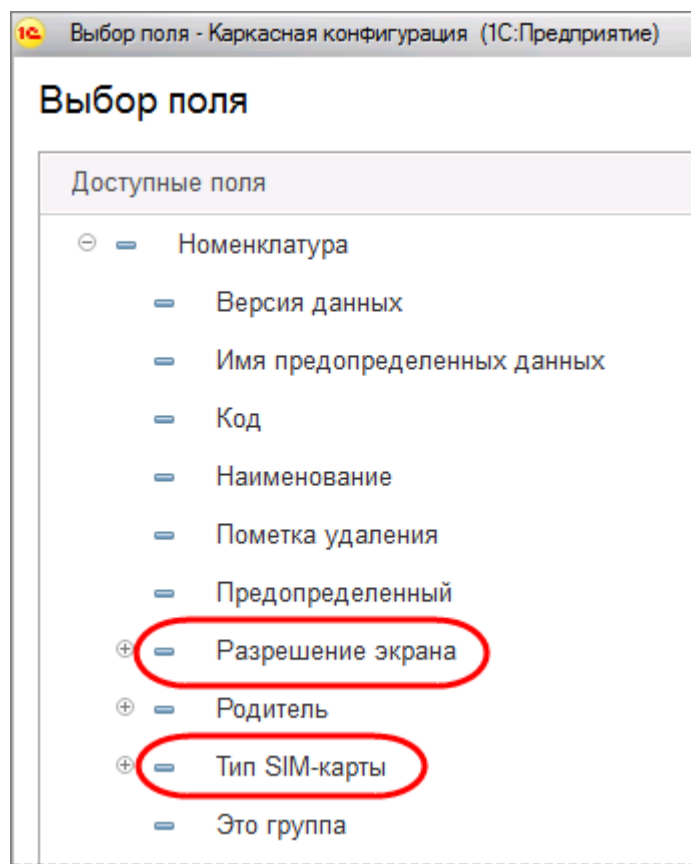 1С Выбор поля - Каркасная конфигурация (1С:Предприятие)
Выбор поля
Доступные поля
Номенклатура
Версия данных
Имя предопределенных данных
Код
Наименование
Пометка удаления
Предопределенный
Разрешение экрана
Родитель
Тип SIM-карты
Это группа